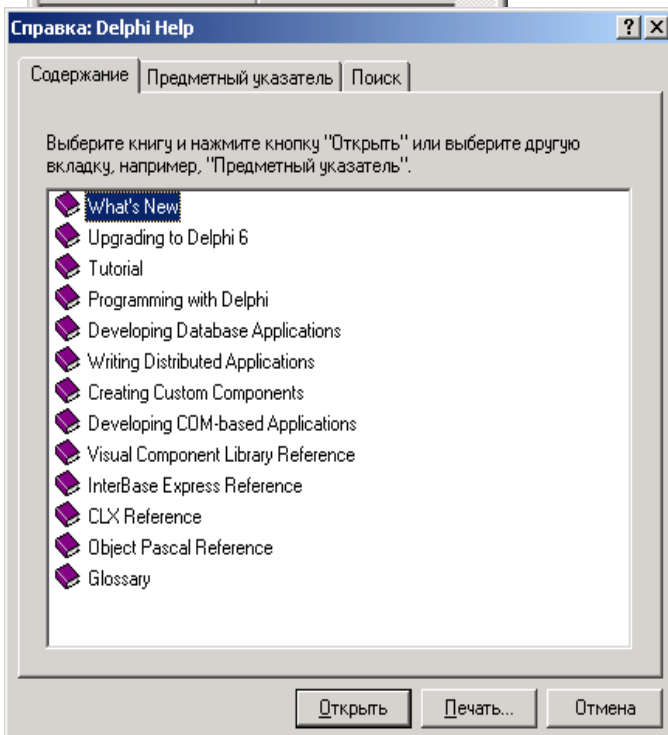 Справка: Delphi Help
Содержание Предметный указатель Поиск
Выберите книгу и нажмите кнопку "Открыть" или выберите другую
вкладку, например, "Предметный указатель".
What's New
Upgrading to Delphi 6
Tutorial
Programming with Delphi
Developing Database Applications
Writing Distributed Applications
Creating Custom Components
Developing COM-based Applications
Visual Component Library Reference
InterBase Express Reference
CLX Reference
Object Pascal Reference
Glossary
Открыть Печать... Отмена